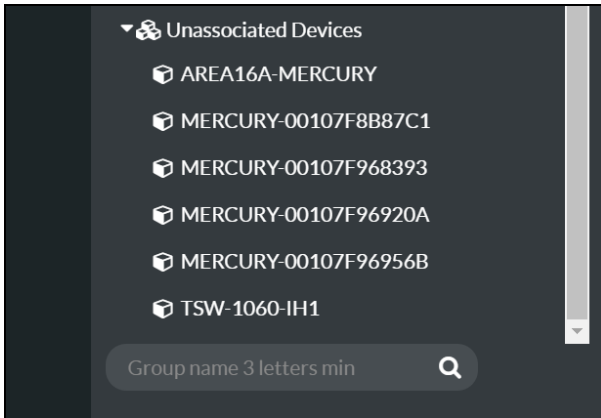 Unassociated Devices
AREA16A-MERCURY
MERCURY-00107F8B87C1
MERCURY-00107F968393
MERCURY-00107F96920A
MERCURY-00107F96956B
TSW-1060-IH1
Group name 3 letters min